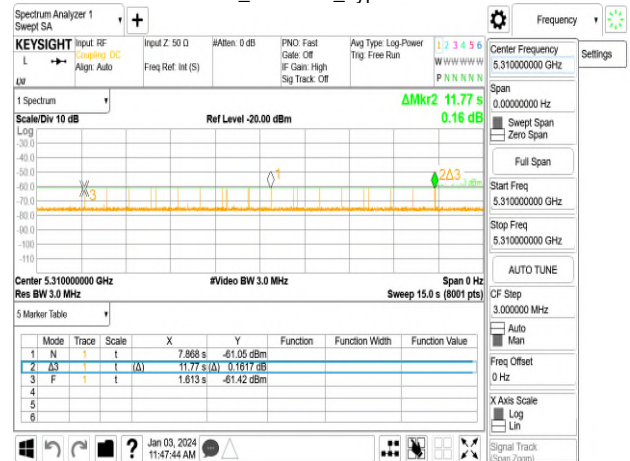 Spectrum Analyzer 1
Swept SA
+
Frequency
KEYSIGHT
L
Input: RF
Coupling: DC
Align: Auto
Input Z: 50 Ω
Freq Ref: Int (S)
#Atten: 0 dB
PNO: Fast
Gate: Off
IF Gain: High
Sig Track: Off
Avg Type: Log-Power
Trig: Free Run
1 2 3 4 5 6
W W W W W W
P N N N N N
Center Frequency
5.310000000 GHz
Settings
1 Spectrum
ΔMkr2 11.77 s
0.16 dB
Scale/Div 10 dB
Ref Level -20.00 dBm
Log
-30.0
-40.0
-50.0
-60.0
-70.0
-80.0
-90.0
-100
-110
3
1
2Δ3
Center 5.310000000 GHz
Res BW 3.0 MHz
#Video BW 3.0 MHz
Span 0 Hz
Sweep 15.0 s (8001 pts)
Span
0.00000000 Hz
Swept Span
Zero Span
Full Span
Start Freq
5.310000000 GHz
Stop Freq
5.310000000 GHz
AUTO TUNE
CF Step
3.000000 MHz
Auto
Man
Freq Offset
0 Hz
X Axis Scale
Log
Lin
Signal Track
(Span Zoom)
5 Marker Table
Mode Trace Scale X Y Function Function Width Function Value
1 N 1 t 7.868 s -61.05 dBm
2 Δ3 1 t (Δ) 11.77 s (Δ) 0.1617 dB
3 F 1 t 1.613 s -61.42 dBm
4
5
6
?
Jan 03, 2024
11:47:44 AM